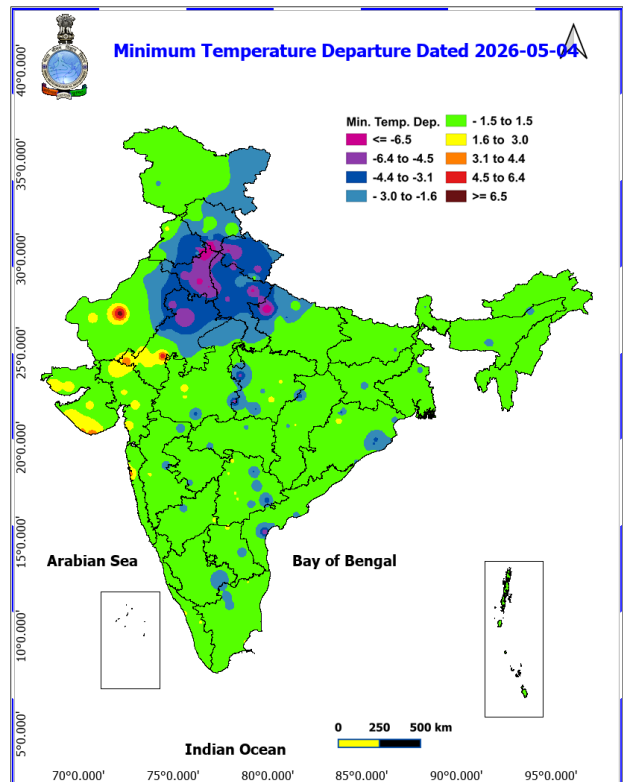 Minimum Temperature Departure Dated 2026-05-04
Min. Temp. Dep.
<= -6.5
-6.4 to -4.5
-4.4 to -3.1
- 3.0 to -1.6
- 1.5 to 1.5
1.6 to 3.0
3.1 to 4.4
4.5 to 6.4
>= 6.5
40°0.000'
35°0.000'
30°0.000'
25°0.000'
20°0.000'
15°0.000'
10°0.000'
5°0.000'
Arabian Sea
Bay of Bengal
0 250 500 km
Indian Ocean
70°0.000' 75°0.000' 80°0.000' 85°0.000' 90°0.000' 95°0.000'